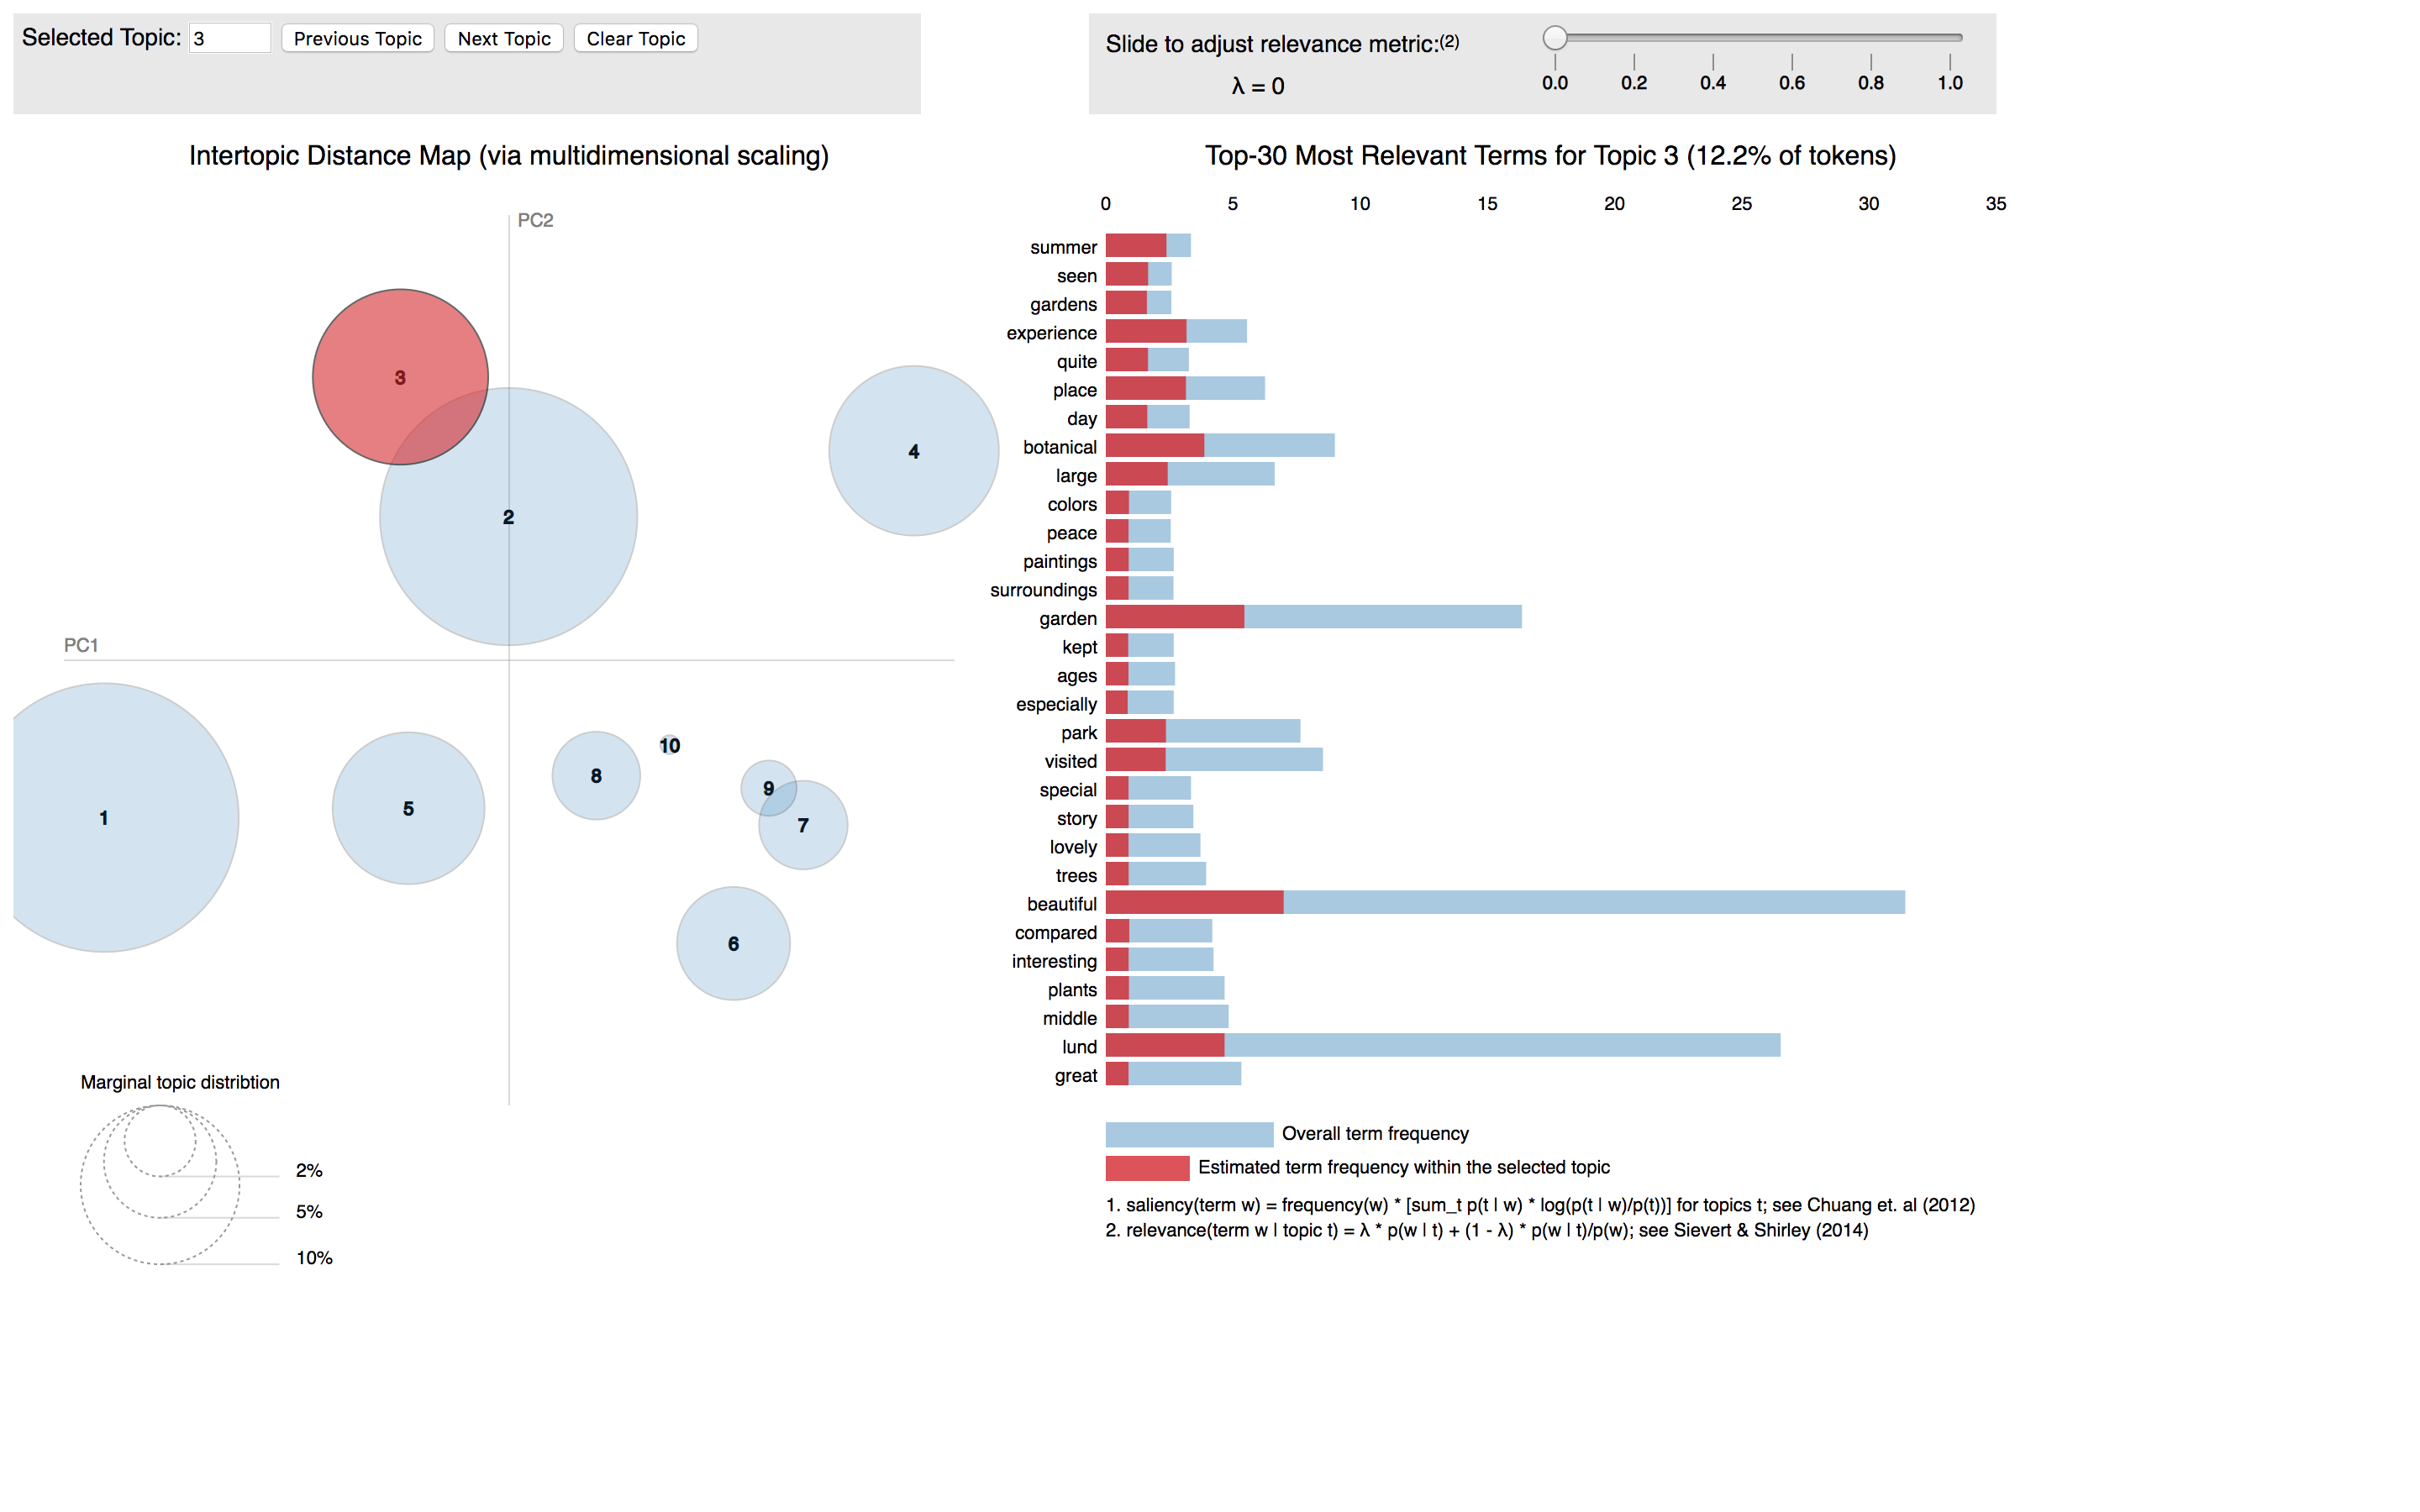 Selected Topic: 3 Previous Topic Next Topic Clear Topic
Slide to adjust relevance metric:(2)
λ = 0
0.0 0.2 0.4 0.6 0.8 1.0
Intertopic Distance Map (via multidimensional scaling)
PC2
PC1
3
2
4
1
5
8
10
9
7
6
Marginal topic distribtion
2%
5%
10%
Top-30 Most Relevant Terms for Topic 3 (12.2% of tokens)
0 5 10 15 20 25 30 35
summer
seen
gardens
experience
quite
place
day
botanical
large
colors
peace
paintings
surroundings
garden
kept
ages
especially
park
visited
special
story
lovely
trees
beautiful
compared
interesting
plants
middle
lund
great
Overall term frequency
Estimated term frequency within the selected topic
1. saliency(term w) = frequency(w) * [sum_t p(t | w) * log(p(t | w)/p(t))] for topics t; see Chuang et. al (2012)
2. relevance(term w | topic t) = λ * p(w | t) + (1 - λ) * p(w | t)/p(w); see Sievert & Shirley (2014)